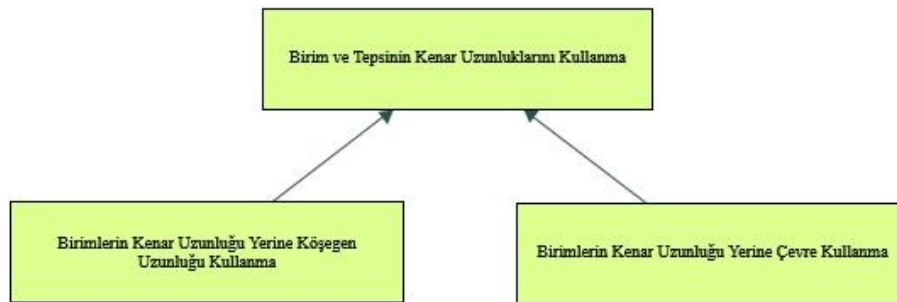 Birim ve Tepsinin Kenar Uzunluklarını Kullanma
Birimlerin Kenar Uzunluğu Yerine Köşegen
Uzunluğu Kullanma
Birimlerin Kenar Uzunluğu Yerine Çevre Kullanma